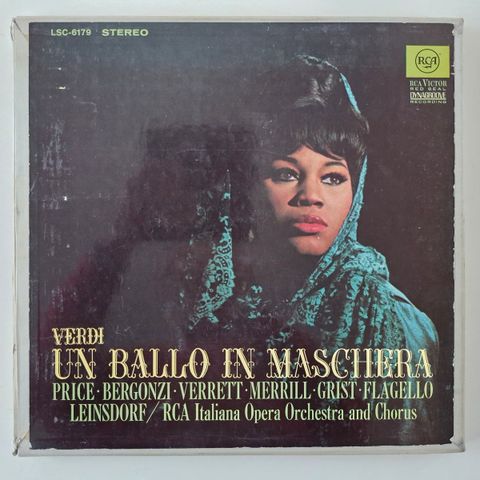 LSC-6179 STEREO
RCA
RCA VICTOR
RED SEAL
DYNAGROOVE
RECORDING
VERDI
UN BALLO IN MASCHERA
PRICE·BERGONZI·VERRETT·MERRILL·GRIST·FLAGELLO
LEINSDORF/RCA Italiana Opera Orchestra and Chorus